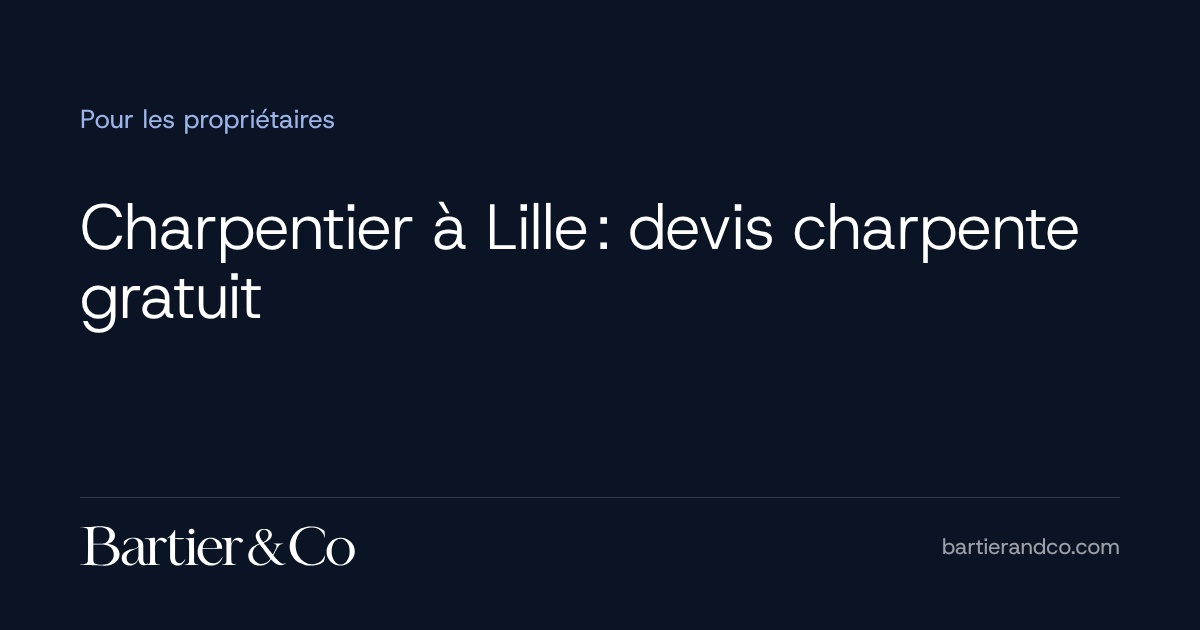 Pour les propriétaires
Charpentier à Lille : devis charpente
gratuit
Bartier & Co
bartierandco.com